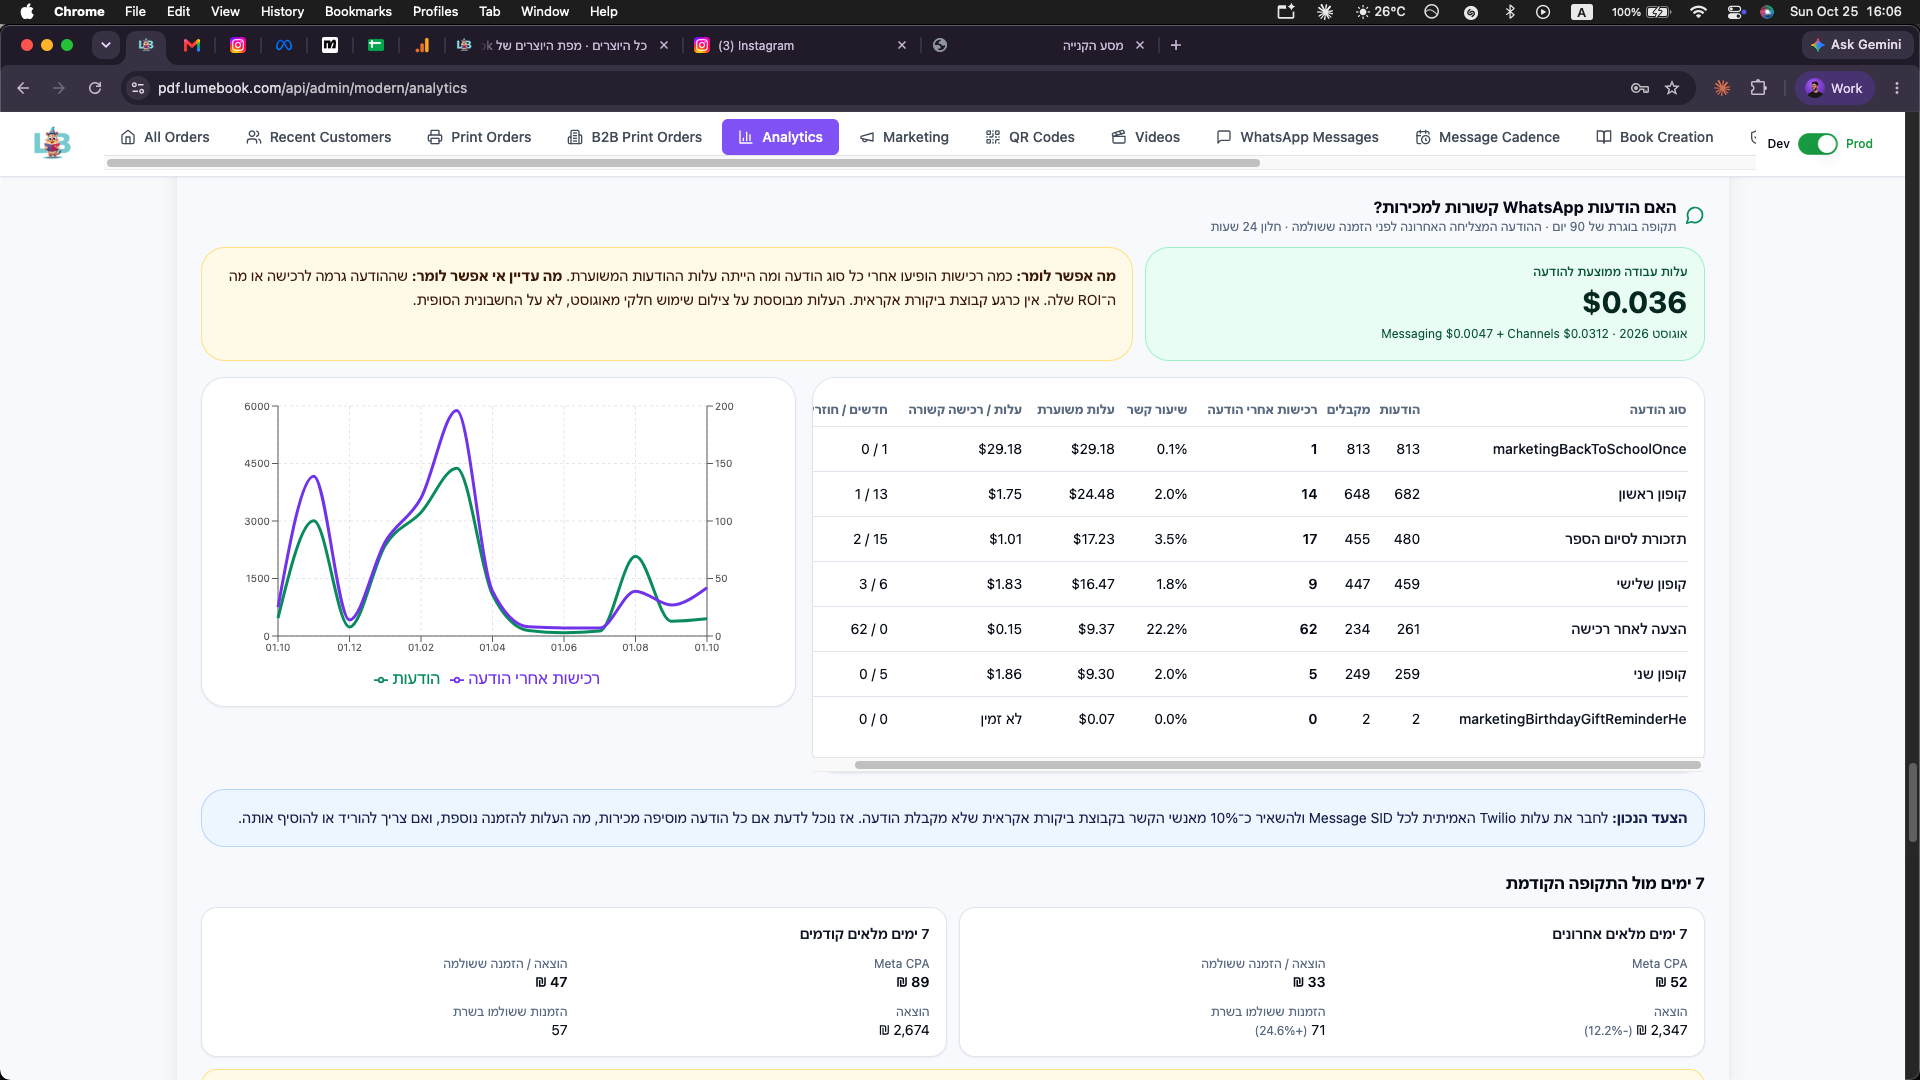 Chrome File Edit View History Bookmarks Profiles Tab Window Help
26°C A 100% Sun Oct 25 16:06
כל היוצרים · מפת היוצרים של
(3) Instagram
מסע הקנייה
Ask Gemini
pdf.lumebook.com/api/admin/modern/analytics
Work
LB
All Orders
Recent Customers
Print Orders
B2B Print Orders
Analytics
Marketing
QR Codes
Videos
WhatsApp Messages
Message Cadence
Book Creation
Dev
Prod
האם הודעות WhatsApp קשורות למכירות?
תקופה בוגרת של 90 יום · ההודעה המצליחה האחרונה לפני הזמנה ששולמה · חלון 24 שעות
עלות עבודה ממוצעת להודעה
$0.036
אוגוסט 2026 · Messaging $0.0047 + Channels $0.0312
מה אפשר לומר: כמה רכישות הופיעו אחרי כל סוג הודעה ומה הייתה עלות ההודעות המשוערת. מה עדיין אי אפשר לומר: שההודעה גרמה לרכישה או מה
ה־ROI שלה. אין כרגע קבוצת ביקורת אקראית. העלות מבוססת על צילום שימוש חלקי מאוגוסט, לא על החשבונית הסופית.
סוג הודעה הודעות מקבלים רכישות אחרי הודעה שיעור קשר עלות משוערת עלות / רכישה קשורה חדשים / חוזרי
marketingBackToSchoolOnce 813 813 1 0.1% $29.18 $29.18 0 / 1
קופון ראשון 682 648 14 2.0% $24.48 $1.75 1 / 13
תזכורת לסיום הספר 480 455 17 3.5% $17.23 $1.01 2 / 15
קופון שלישי 459 447 9 1.8% $16.47 $1.83 3 / 6
הצעה לאחר רכישה 261 234 62 22.2% $9.37 $0.15 62 / 0
קופון שני 259 249 5 2.0% $9.30 $1.86 0 / 5
marketingBirthdayGiftReminderHe 2 2 0 0.0% $0.07 לא זמין 0 / 0
6000
4500
3000
1500
0
200
150
100
50
0
01.10 01.12 01.02 01.04 01.06 01.08 01.10
הודעות רכישות אחרי הודעה
הצעד הנכון: לחבר את עלות Twilio האמיתית לכל Message SID ולהשאיר כ־10% מאנשי הקשר בקבוצת ביקורת אקראית שלא מקבלת הודעה. אז נוכל לדעת אם כל הודעה מוסיפה מכירות, מה העלות להזמנה נוספת, ואם צריך להוריד או להוסיף אותה.
7 ימים מול התקופה הקודמת
7 ימים מלאים אחרונים
Meta CPA
52 ₪
הוצאה / הזמנה ששולמה
33 ₪
הוצאה
2,347 ₪ (-12.2%)
הזמנות ששולמו בשרת
71 (+24.6%)
7 ימים מלאים קודמים
Meta CPA
89 ₪
הוצאה / הזמנה ששולמה
47 ₪
הוצאה
2,674 ₪
הזמנות ששולמו בשרת
57